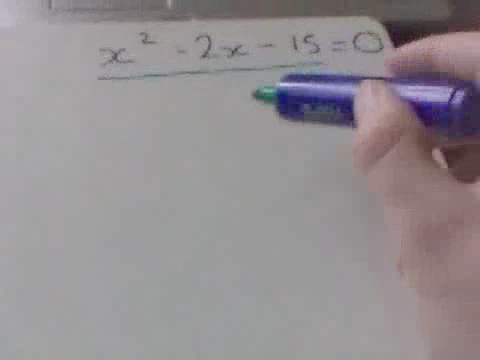 x² - 2x - 15 = 0